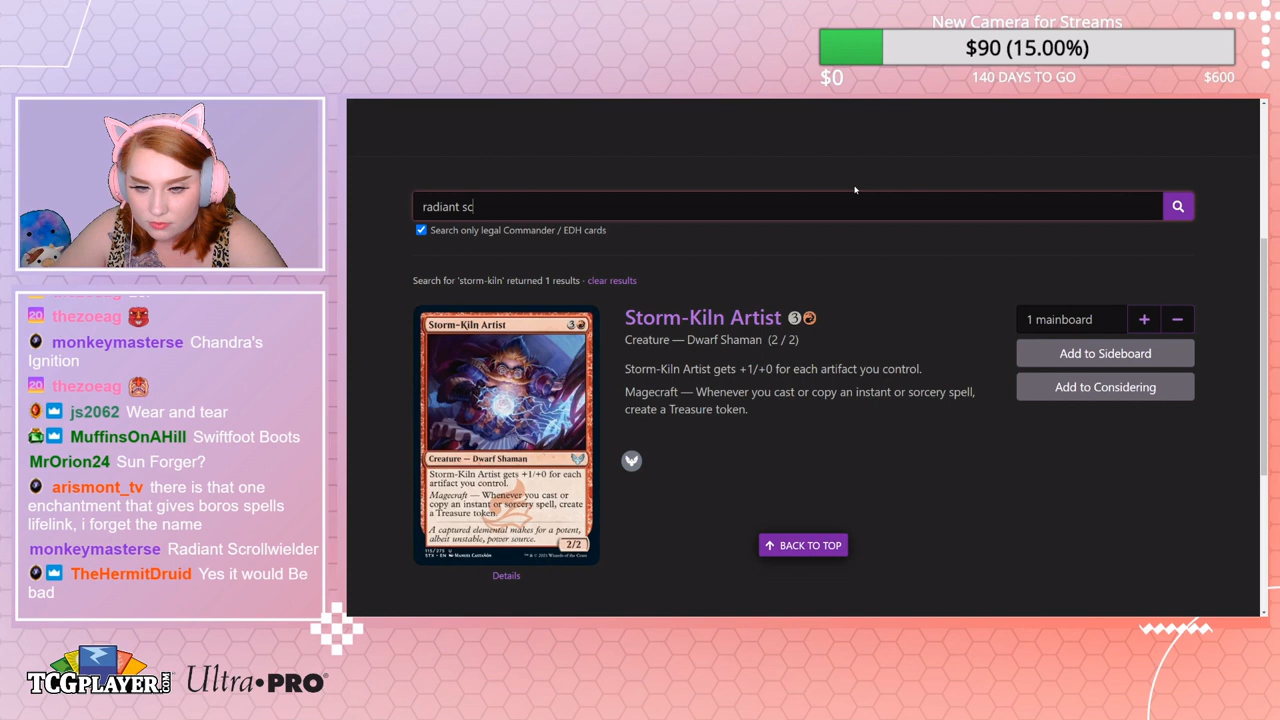 New Camera for Streams
$90 (15.00%)
$0
140 DAYS TO GO
$600
thezoeag
monkeymasterse Chandra's
Ignition
thezoeag
js2062 Wear and tear
MuffinsOnAHill Swiftfoot Boots
MrOrion24 Sun Forger?
arismont_tv there is that one
enchantment that gives boros spells
lifelink, i forget the name
monkeymasterse Radiant Scrollwielder
TheHermitDruid Yes it would Be
bad
radiant sc
Search only legal Commander / EDH cards
Search for 'storm-kiln' returned 1 results · clear results
Storm-Kiln Artist 3
Creature — Dwarf Shaman
Storm-Kiln Artist gets +1/+0 for each
artifact you control.
Magecraft — Whenever you cast or
copy an instant or sorcery spell, create
a Treasure token.
A captured elemental makes for a potent,
albeit unstable, power source.
2/2
Details
Storm-Kiln Artist 3
Creature — Dwarf Shaman (2 / 2)
Storm-Kiln Artist gets +1/+0 for each artifact you control.
Magecraft — Whenever you cast or copy an instant or sorcery spell,
create a Treasure token.
1 mainboard + −
Add to Sideboard
Add to Considering
BACK TO TOP
TCGPLAYER.COM
Ultra•PRO